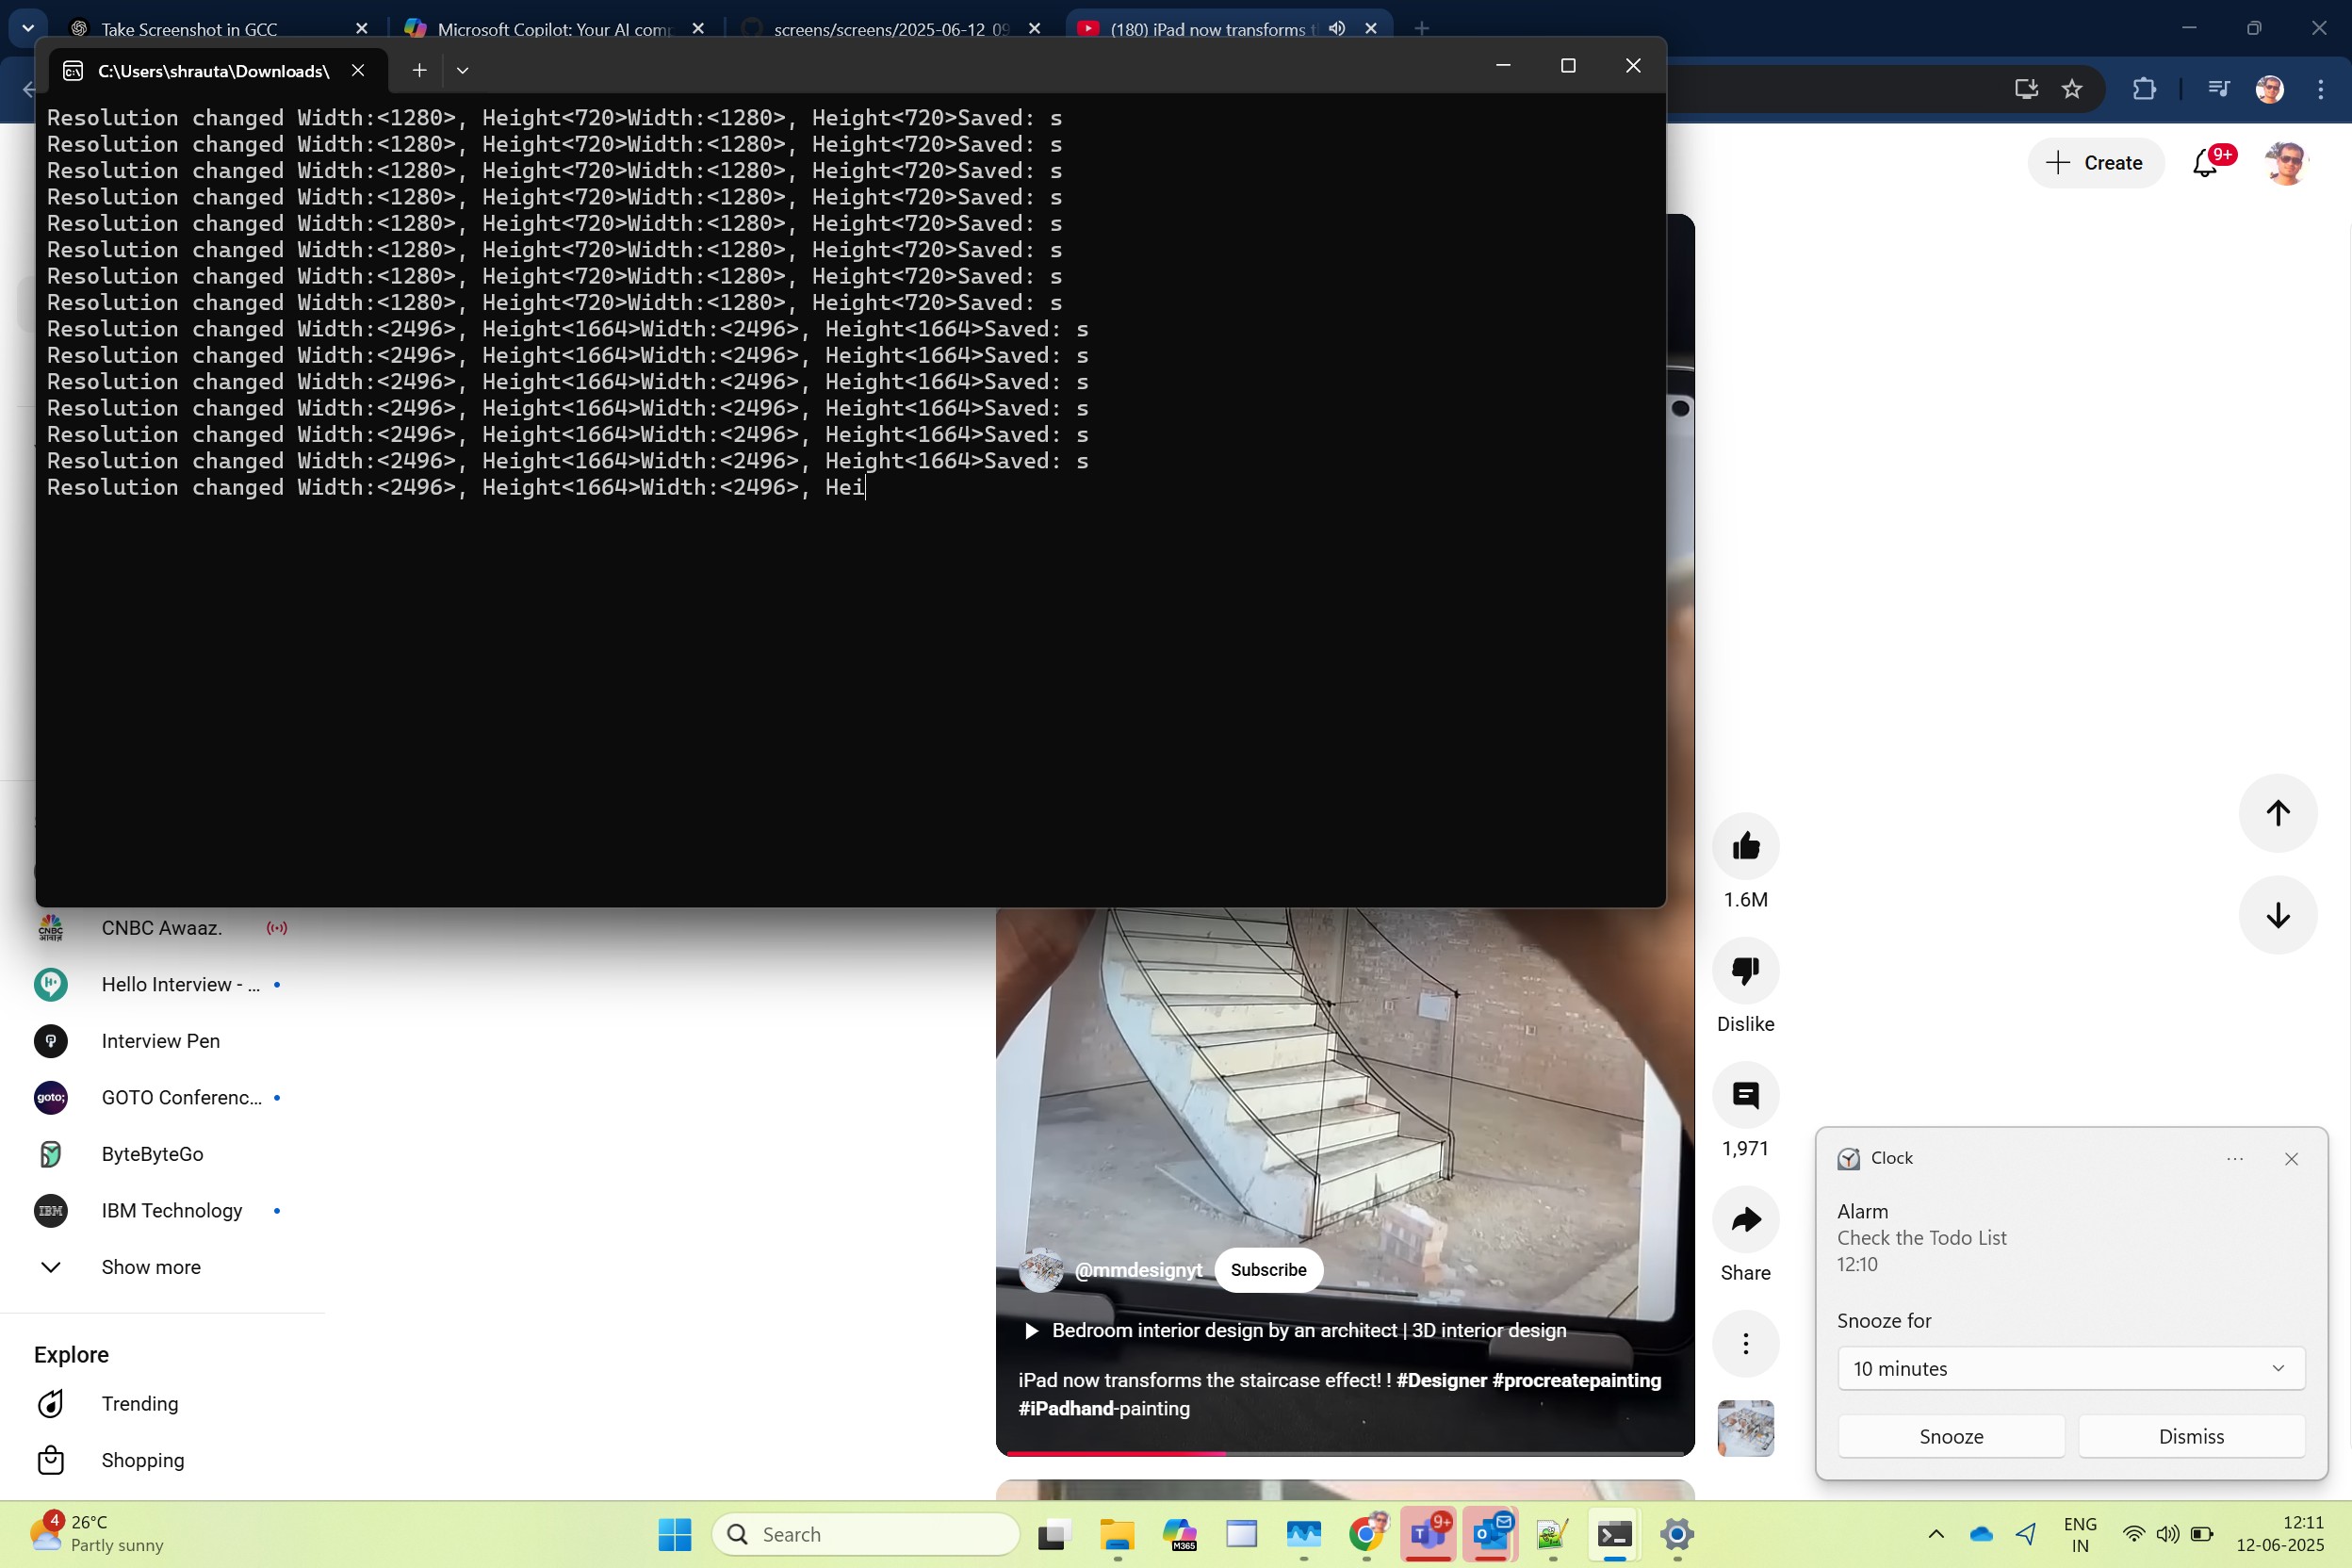 Take Screenshot in GCC
Microsoft Copilot: Your AI com
screens/screens/2025-06-12 09
(180) iPad now transforms t
C:\Users\shrauta\Downloads\
Resolution changed Width:<1280>, Height<720>Width:<1280>, Height<720>Saved: s
Resolution changed Width:<1280>, Height<720>Width:<1280>, Height<720>Saved: s
Resolution changed Width:<1280>, Height<720>Width:<1280>, Height<720>Saved: s
Resolution changed Width:<1280>, Height<720>Width:<1280>, Height<720>Saved: s
Resolution changed Width:<1280>, Height<720>Width:<1280>, Height<720>Saved: s
Resolution changed Width:<1280>, Height<720>Width:<1280>, Height<720>Saved: s
Resolution changed Width:<1280>, Height<720>Width:<1280>, Height<720>Saved: s
Resolution changed Width:<1280>, Height<720>Width:<1280>, Height<720>Saved: s
Resolution changed Width:<2496>, Height<1664>Width:<2496>, Height<1664>Saved: s
Resolution changed Width:<2496>, Height<1664>Width:<2496>, Height<1664>Saved: s
Resolution changed Width:<2496>, Height<1664>Width:<2496>, Height<1664>Saved: s
Resolution changed Width:<2496>, Height<1664>Width:<2496>, Height<1664>Saved: s
Resolution changed Width:<2496>, Height<1664>Width:<2496>, Height<1664>Saved: s
Resolution changed Width:<2496>, Height<1664>Width:<2496>, Height<1664>Saved: s
Resolution changed Width:<2496>, Height<1664>Width:<2496>, Hei
Create
9+
1.6M
Dislike
1,971
Share
CNBC Awaaz.
Hello Interview - ...
Interview Pen
goto;
GOTO Conferenc...
ByteByteGo
IBM
IBM Technology
Show more
Explore
Trending
Shopping
@mmdesignyt
Subscribe
Bedroom interior design by an architect | 3D interior design
iPad now transforms the staircase effect! ! #Designer #procreatepainting
#iPadhand-painting
Clock
Alarm
Check the Todo List
12:10
Snooze for
10 minutes
Snooze
Dismiss
4
26°C
Partly sunny
Search
M365
9+
ENG
IN
12:11
12-06-2025